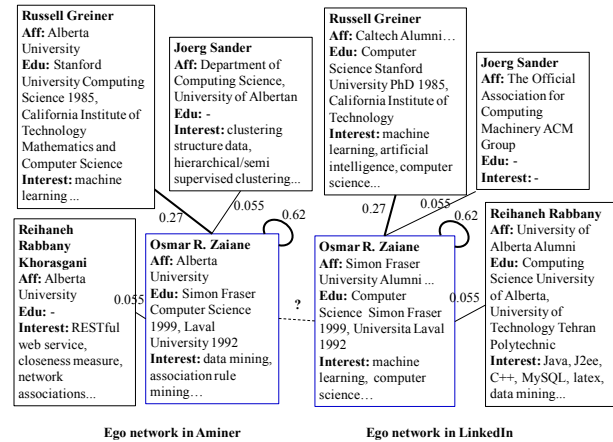 Russell Greiner
Aff: Alberta
University
Edu: Stanford
University Computing
Science 1985,
California Institute of
Technology
Mathematics and
Computer Science
Interest: machine
learning ...
Joerg Sander
Aff: Department of
Computing Science,
University of Albertan
Edu: -
Interest: clustering
structure data,
hierarchical/semi
supervised clustering...
Russell Greiner
Aff: Caltech Alumni…
Edu: Computer
Science Stanford
University PhD 1985,
California Institute of
Technology
Interest: machine
learning, artificial
intelligence, computer
science...
Joerg Sander
Aff: The Official
Association for
Computing
Machinery ACM
Group
Edu: -
Interest: -
0.27
0.055
0.62
0.27
0.055
0.62
Reihaneh
Rabbany
Khorasgani
Aff: Alberta
University
Edu: -
Interest: RESTful
web service,
closeness measure,
network
associations...
0.055
Osmar R. Zaiane
Aff: Alberta
University
Edu: Simon Fraser
Computer Science
1999, Laval
University 1992
Interest: data mining,
association rule
mining…
?
Osmar R. Zaiane
Aff: Simon Fraser
University Alumni ...
Edu: Computer
Science Simon Fraser
1999, Universita Laval
1992
Interest: machine
learning, computer
science…
0.055
Reihaneh Rabbany
Aff: University of
Alberta Alumni
Edu: Computing
Science University
of Alberta,
University of
Technology Tehran
Polytechnic
Interest: Java, J2ee,
C++, MySQL, latex,
data mining...
Ego network in Aminer
Ego network in LinkedIn